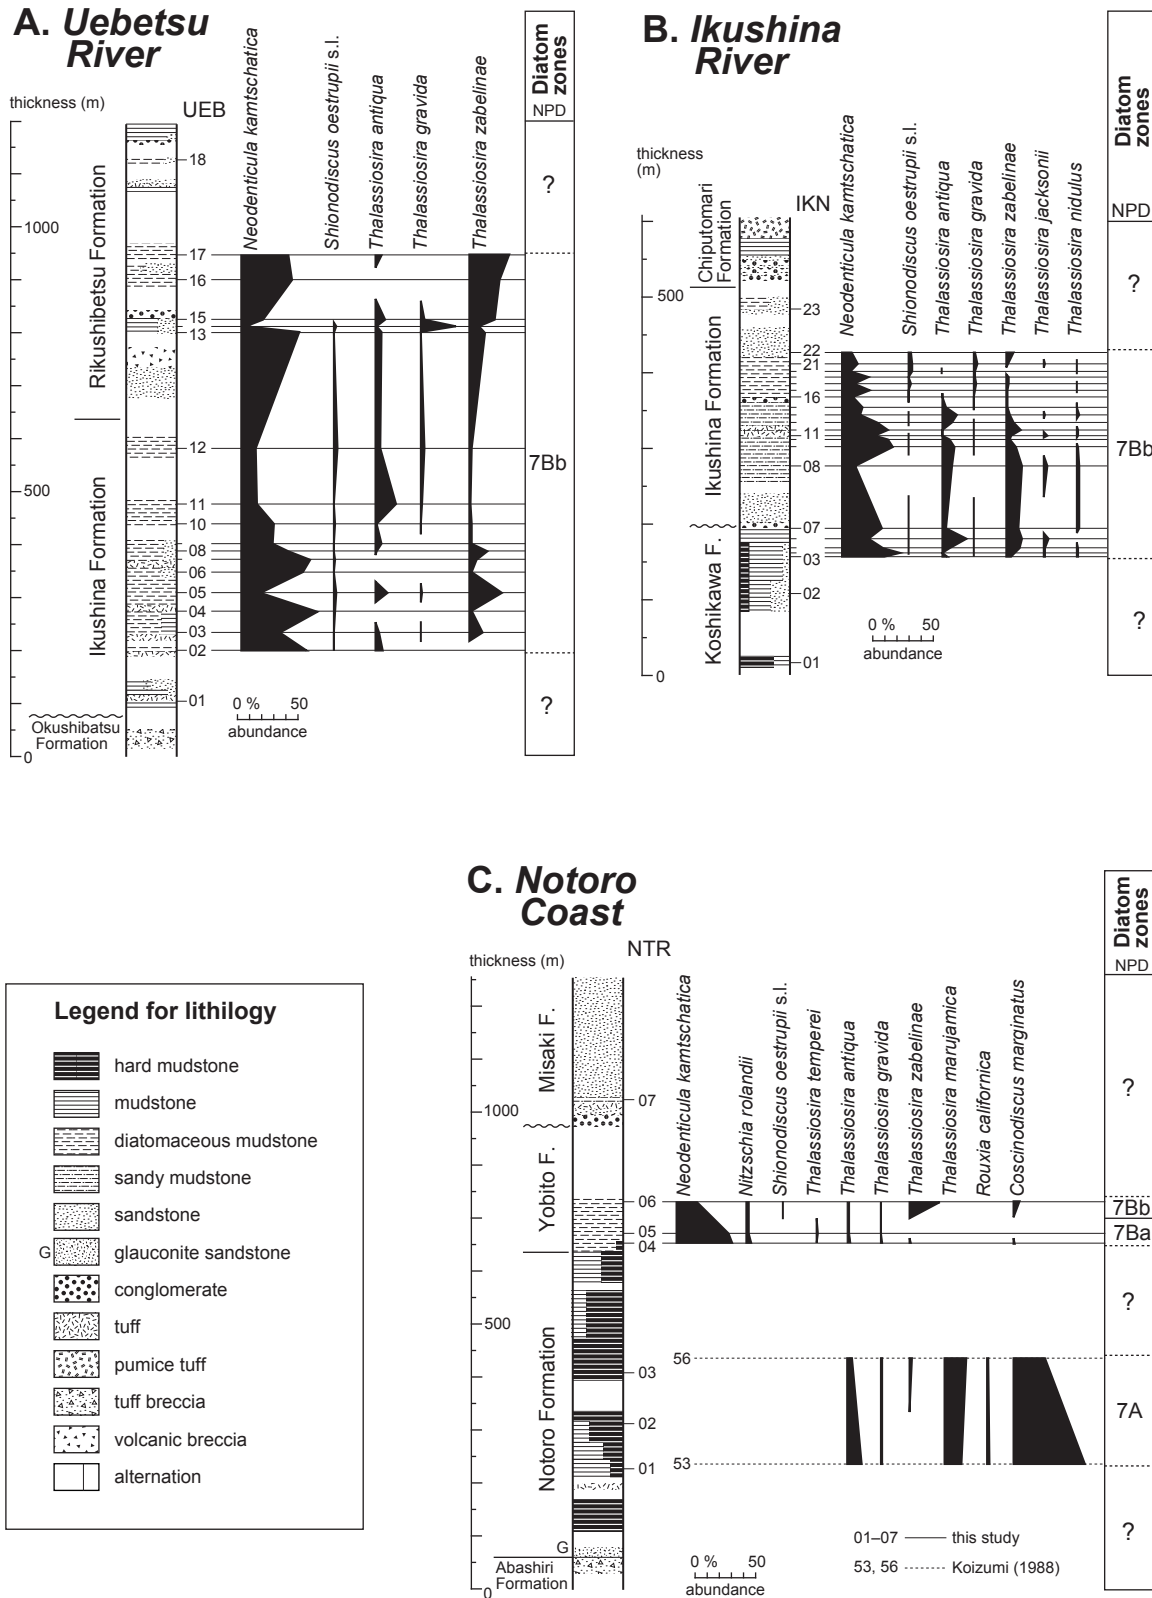 A. Uebetsu
River
thickness (m)
UEB
Neodenticula kamtschatica
Shionodiscus oestrupii s.l.
Thalassiosira antiqua
Thalassiosira gravida
Thalassiosira zabelinae
Diatom
zones
NPD
1000
500
0
Rikushibetsu Formation
Ikushina Formation
Okushibatsu
Formation
18
17
16
15
13
12
11
10
08
06
05
04
03
02
01
0 % 50
abundance
?
7Bb
?
B. Ikushina
River
thickness
(m)
IKN
Neodenticula kamtschatica
Shionodiscus oestrupii s.l.
Thalassiosira antiqua
Thalassiosira gravida
Thalassiosira zabelinae
Thalassiosira jacksonii
Thalassiosira nidulus
Diatom
zones
NPD
500
0
Chiputomari
Formation
Ikushina Formation
Koshikawa F.
23
22
21
16
11
08
07
03
02
01
0 % 50
abundance
?
7Bb
?
C. Notoro
Coast
thickness (m)
NTR
Neodenticula kamtschatica
Nitzschia rolandii
Shionodiscus oestrupii s.l.
Thalassiosira temperei
Thalassiosira antiqua
Thalassiosira gravida
Thalassiosira zabelinae
Thalassiosira marujamica
Rouxia californica
Coscinodiscus marginatus
Diatom
zones
NPD
1000
500
0
Misaki F.
Yobito F.
Notoro Formation
Abashiri
Formation
G
07
06
05
04
03
02
01
56
53
?
7Bb
7Ba
?
7A
?
0 % 50
abundance
01–07 this study
53, 56 Koizumi (1988)
Legend for lithilogy
hard mudstone
mudstone
diatomaceous mudstone
sandy mudstone
sandstone
G glauconite sandstone
conglomerate
tuff
pumice tuff
tuff breccia
volcanic breccia
alternation